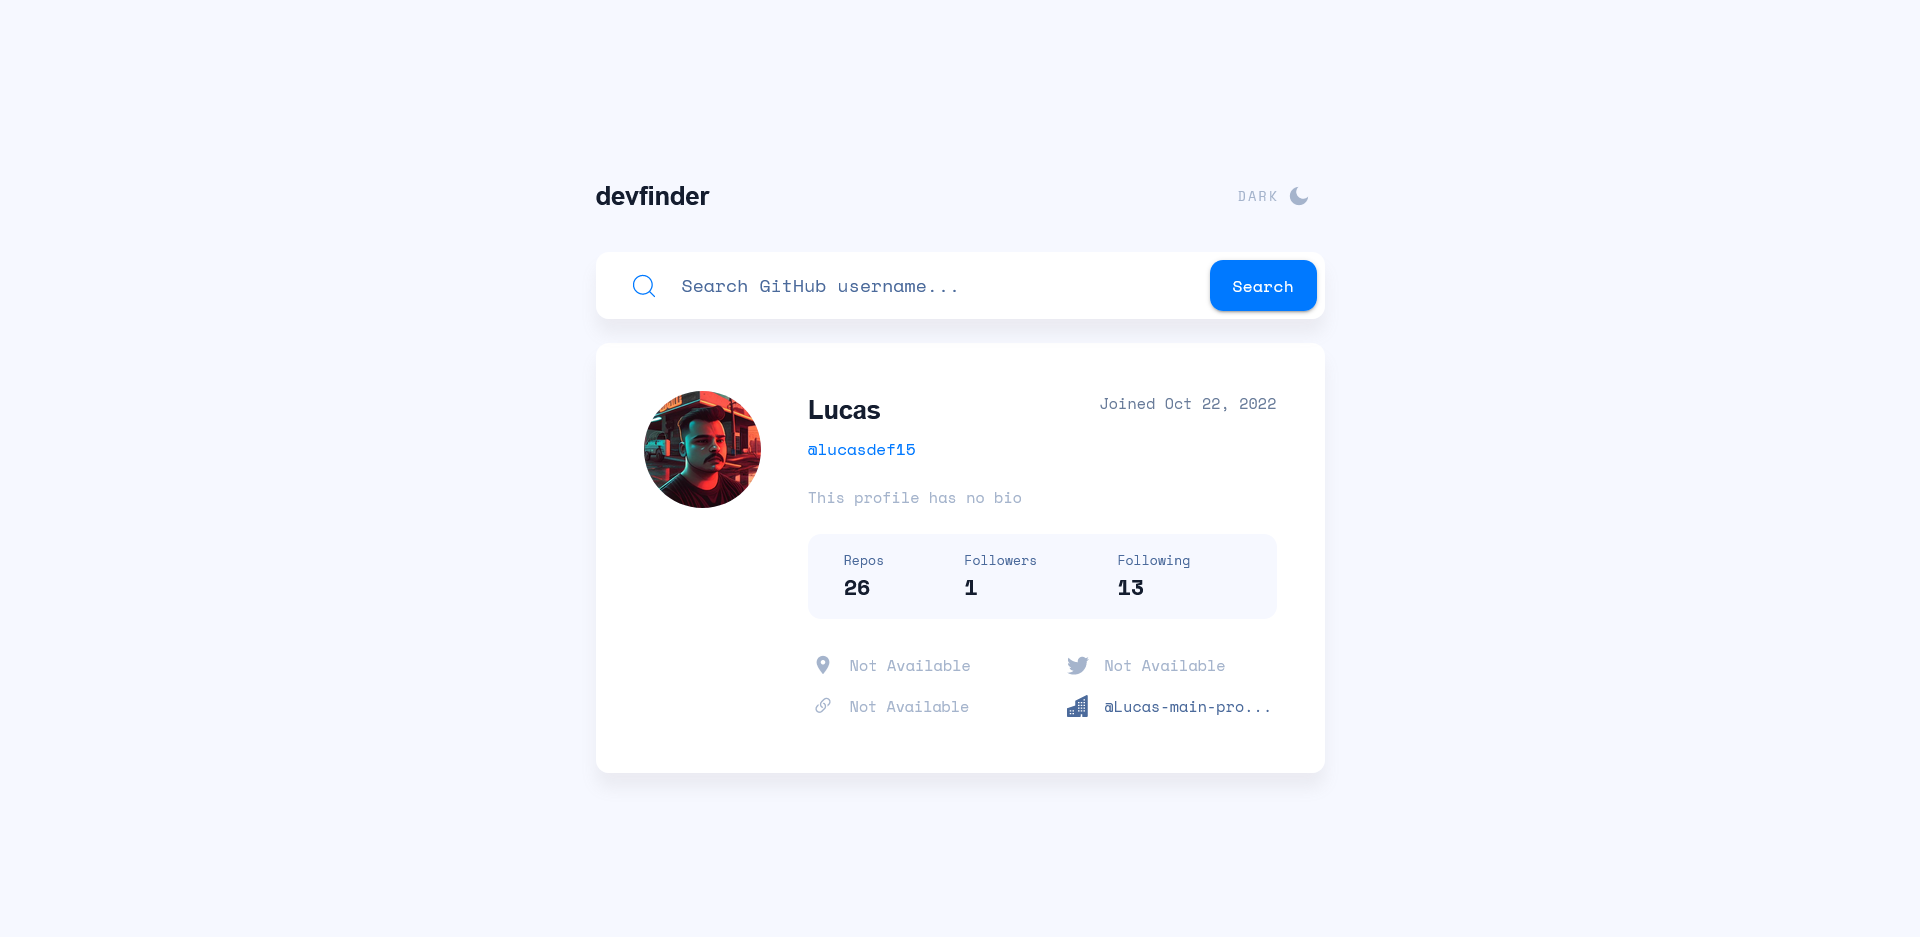 devfinder
DARK
Search GitHub username...
Search
Lucas
Joined Oct 22, 2022
@lucasdef15
This profile has no bio
Repos
Followers
Following
26
1
13
Not Available
Not Available
Not Available
@Lucas-main-pro...